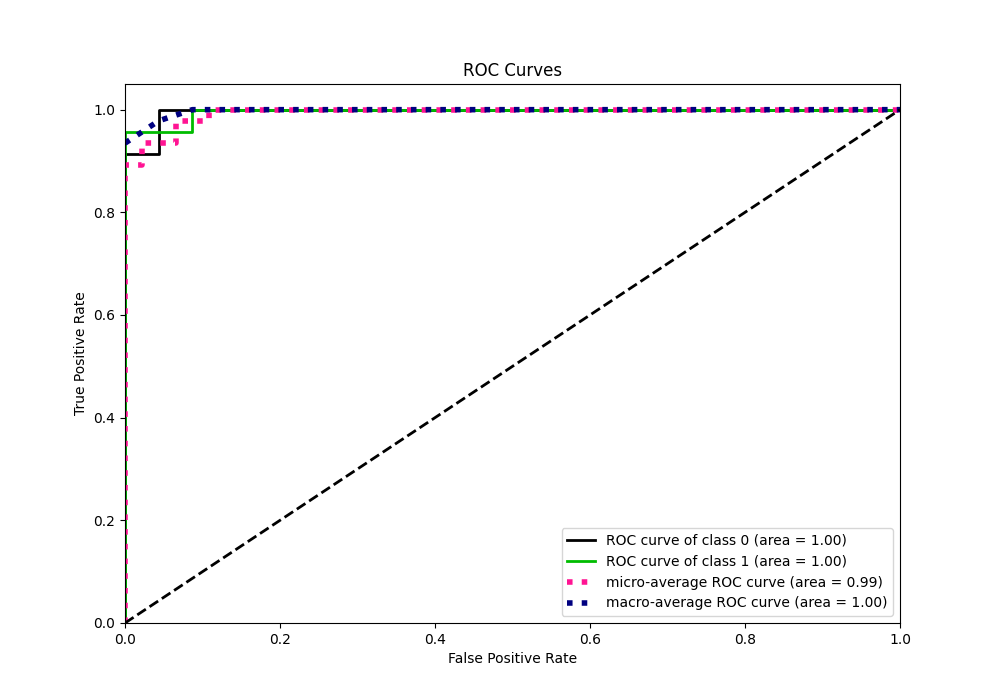 ROC Curves
True Positive Rate
1.0
0.8
0.6
0.4
0.2
0.0
0.0 0.2 0.4 0.6 0.8 1.0
False Positive Rate
ROC curve of class 0 (area = 1.00)
ROC curve of class 1 (area = 1.00)
micro-average ROC curve (area = 0.99)
macro-average ROC curve (area = 1.00)